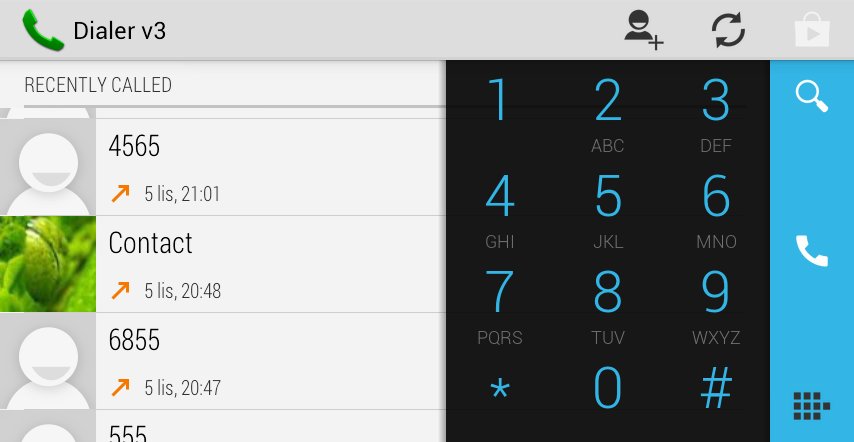 Dialer v3
RECENTLY CALLED
4565
5 lis, 21:01
Contact
5 lis, 20:48
6855
5 lis, 20:47
555
1 2 3
ABC DEF
4 5 6
GHI JKL MNO
7 8 9
PQRS TUV WXYZ
* 0 #